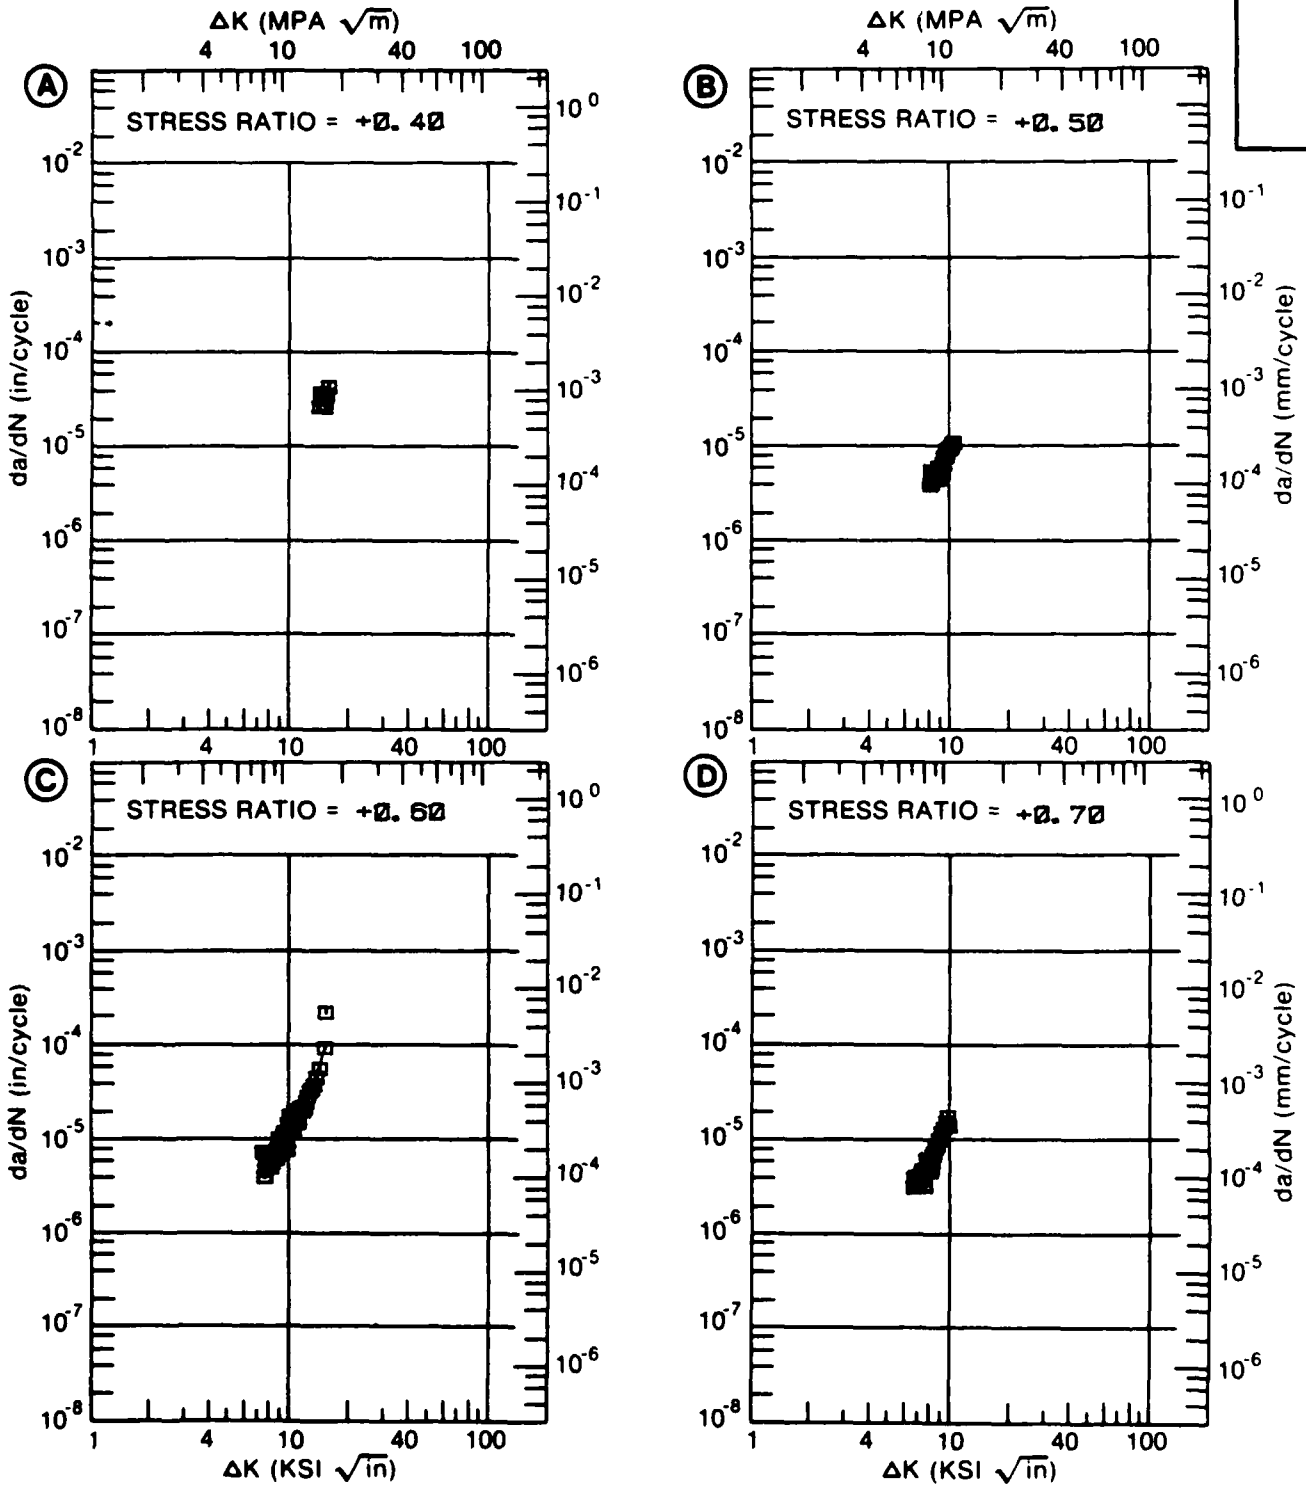 ΔK (MPA √m)
4 10 40 100
A
STRESS RATIO = +0.40
10^0
10^-2
10^-1
10^-3
10^-2
10^-4
10^-3
10^-5
10^-4
10^-6
10^-5
10^-7
10^-6
10^-8
1 4 10 40 100
da/dN (in/cycle)
ΔK (MPA √m)
4 10 40 100
B
STRESS RATIO = +0.50
10^-2
10^-1
10^-3
10^-2
10^-4
10^-3
10^-5
10^-4
10^-6
10^-5
10^-7
10^-6
10^-8
1 4 10 40 100
da/dN (mm/cycle)
C
STRESS RATIO = +0.60
10^0
10^-2
10^-1
10^-3
10^-2
10^-4
10^-3
10^-5
10^-4
10^-6
10^-5
10^-7
10^-6
10^-8
1 4 10 40 100
da/dN (in/cycle)
ΔK (KSI √in)
D
STRESS RATIO = +0.70
10^0
10^-2
10^-1
10^-3
10^-2
10^-4
10^-3
10^-5
10^-4
10^-6
10^-5
10^-7
10^-6
10^-8
1 4 10 40 100
da/dN (mm/cycle)
ΔK (KSI √in)